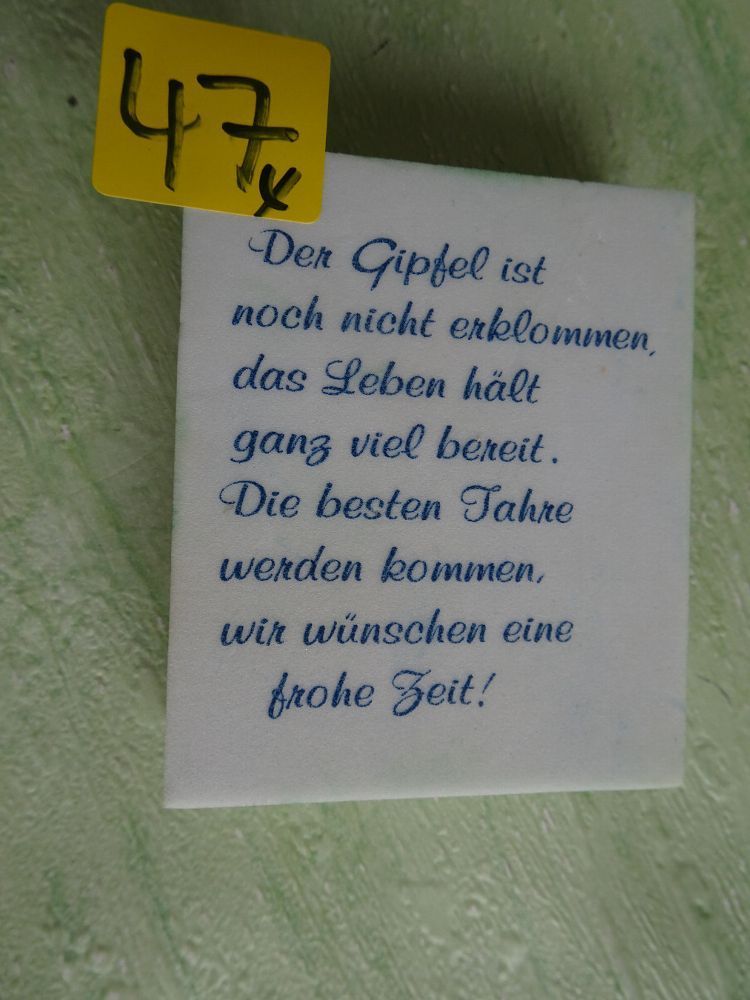 47x
Der Gipfel ist
noch nicht erklommen,
das Leben hält
ganz viel bereit.
Die besten Jahre
werden kommen,
wir wünschen eine
frohe Zeit!